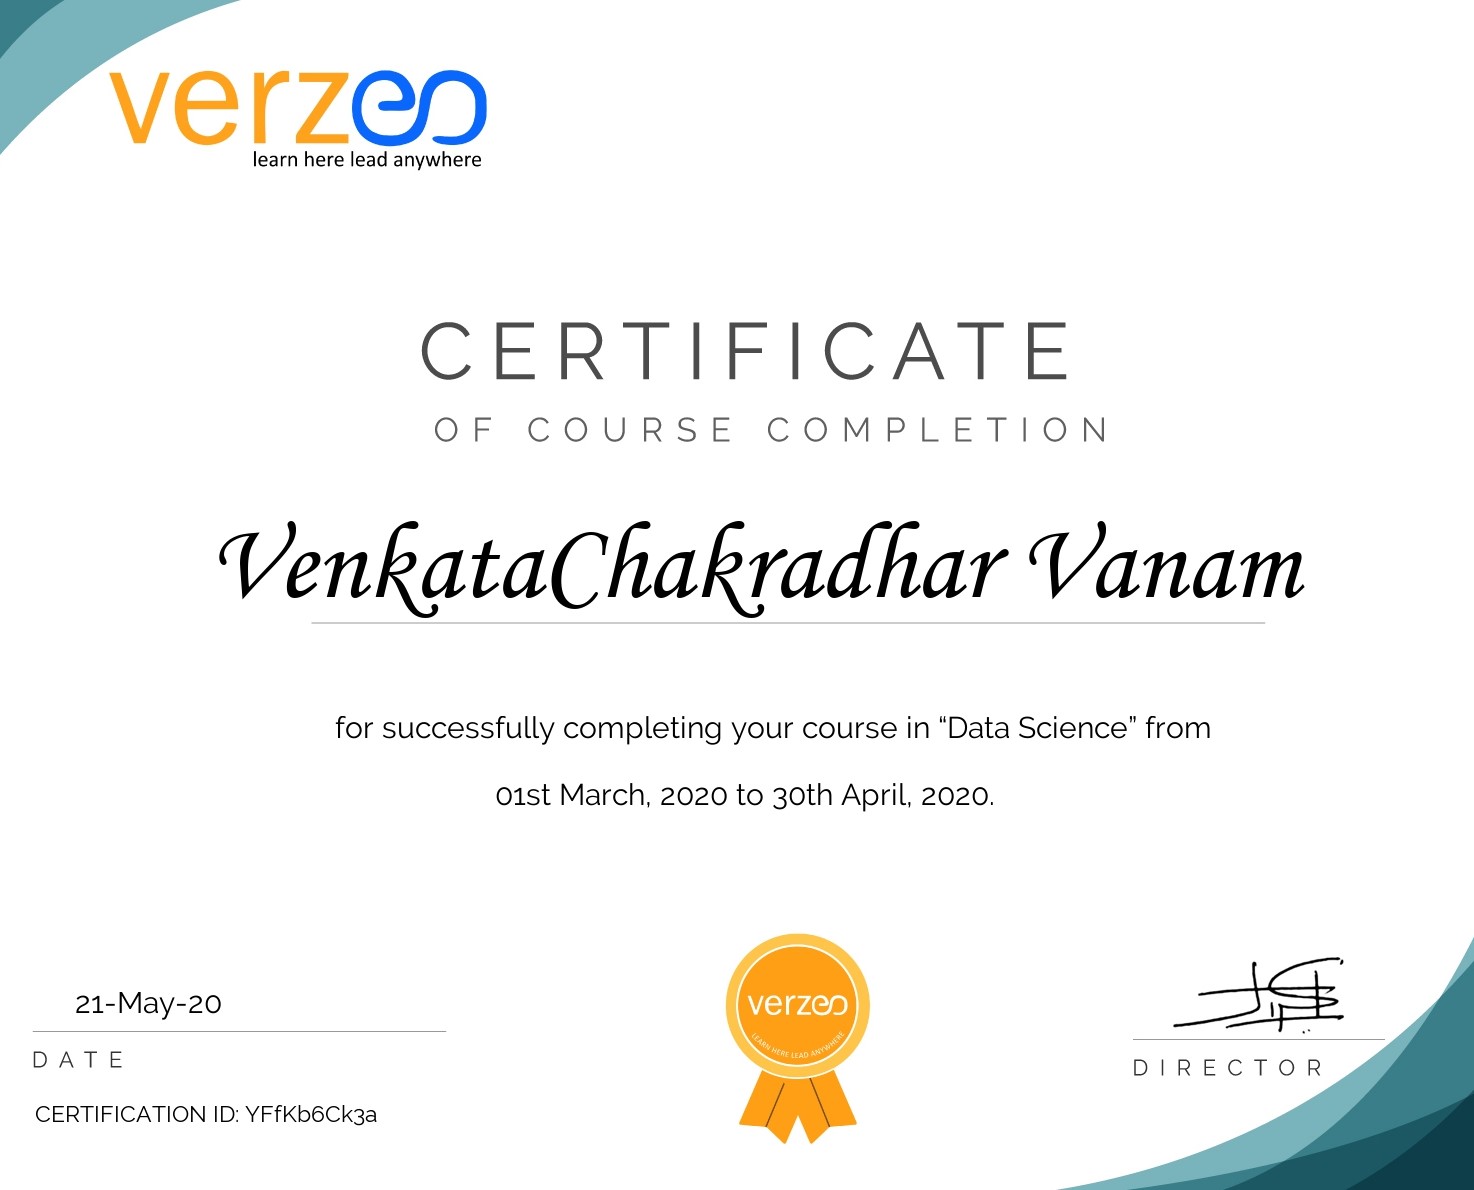 verzeo
learn here lead anywhere
CERTIFICATE
OF COURSE COMPLETION
VenkataChakradhar Vanam
for successfully completing your course in “Data Science” from
01st March, 2020 to 30th April, 2020.
21-May-20
DATE
CERTIFICATION ID: YFfKb6Ck3a
verzeo
LEARN HERE LEAD ANYWHERE
DIRECTOR